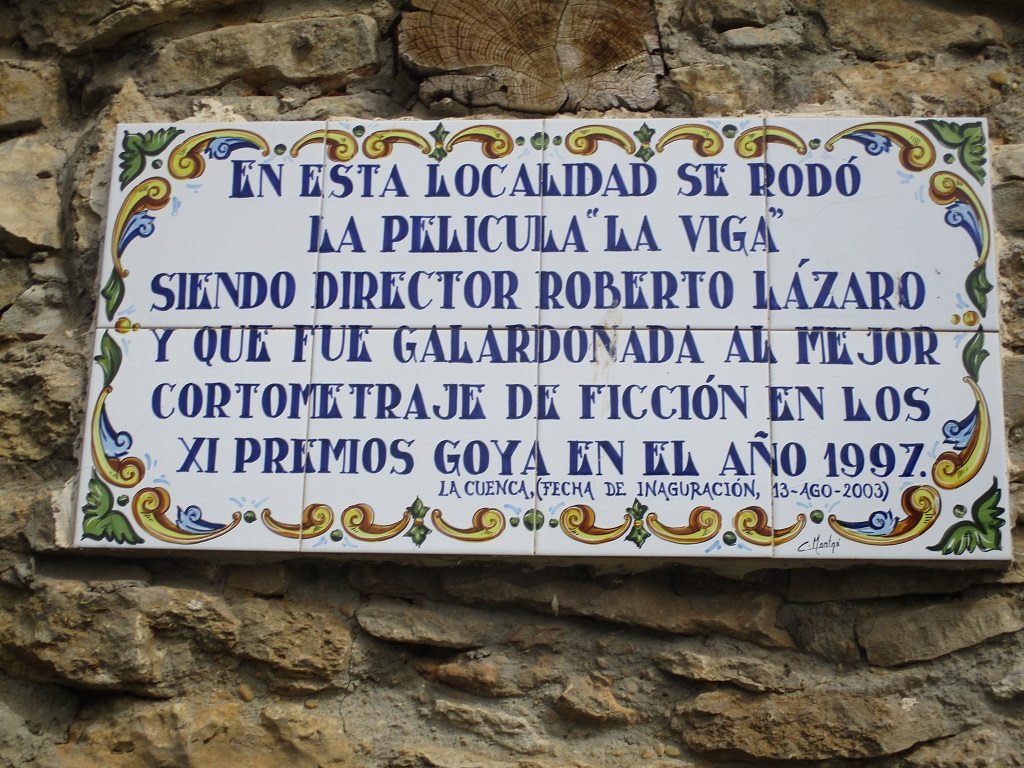 EN ESTA LOCALIDAD SE RODÓ
LA PELICULA "LA VIGA"
SIENDO DIRECTOR ROBERTO LÁZARO
Y QUE FUE GALARDONADA AL MEJOR
CORTOMETRAJE DE FICCIÓN EN LOS
XI PREMIOS GOYA EN EL AÑO 1997.
LA CUENCA, (FECHA DE INAGURACIÓN, 13-AGO-2003)